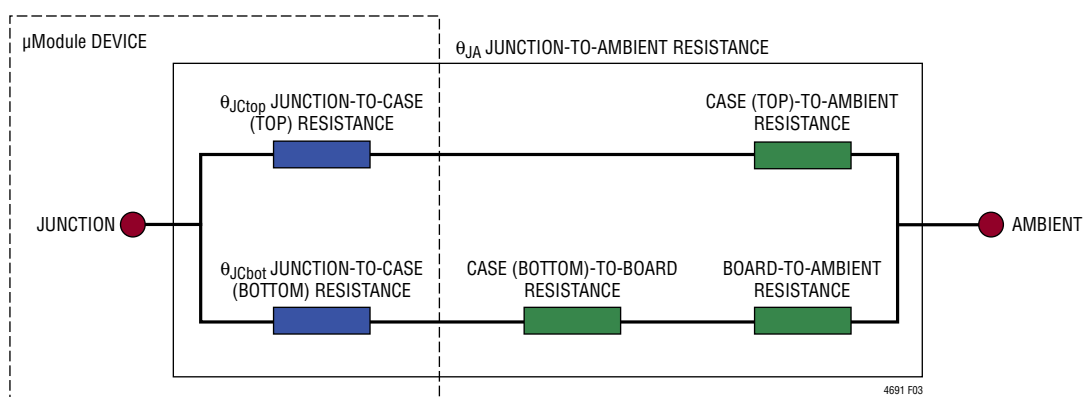 µModule DEVICE
θJA JUNCTION-TO-AMBIENT RESISTANCE
θJCtop JUNCTION-TO-CASE
(TOP) RESISTANCE
CASE (TOP)-TO-AMBIENT
RESISTANCE
JUNCTION
AMBIENT
θJCbot JUNCTION-TO-CASE
(BOTTOM) RESISTANCE
CASE (BOTTOM)-TO-BOARD
RESISTANCE
BOARD-TO-AMBIENT
RESISTANCE
4691 F03